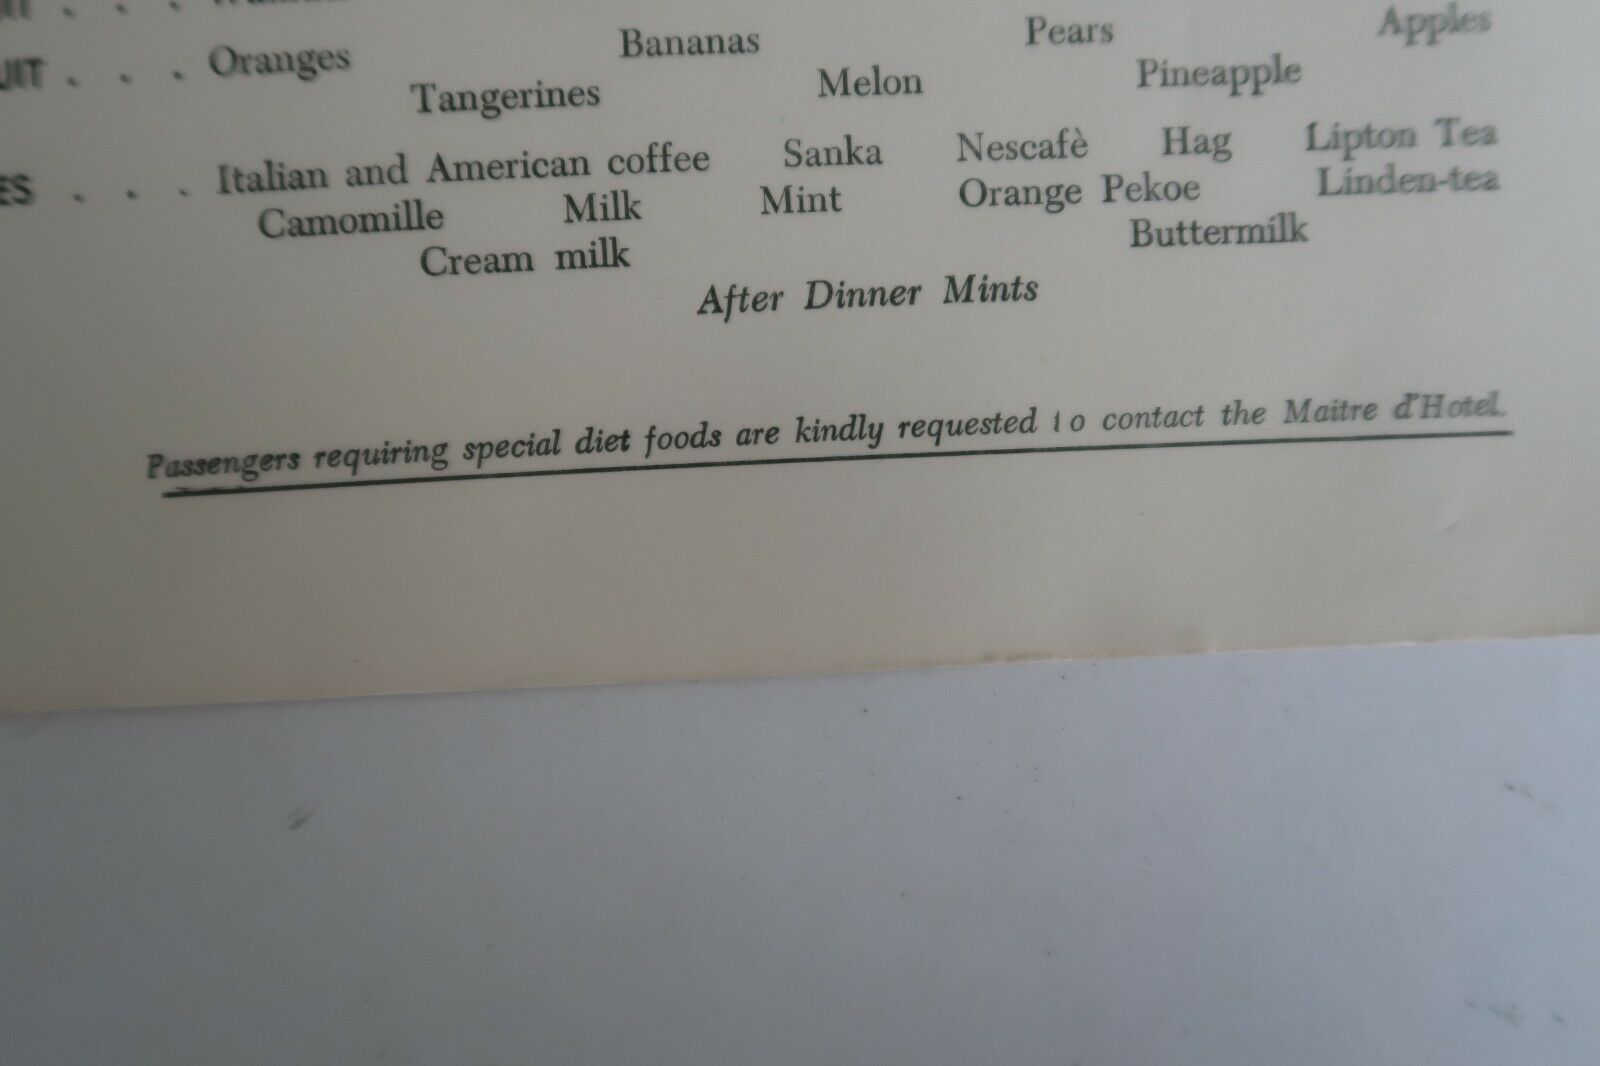 UIT . . . Oranges Bananas Pears Apples
Tangerines Melon Pineapple
ES . . . Italian and American coffee Sanka Nescafè Hag Lipton Tea
Camomille Milk Mint Orange Pekoe Linden-tea
Cream milk Buttermilk
After Dinner Mints
Passengers requiring special diet foods are kindly requested to contact the Maitre d'Hotel.